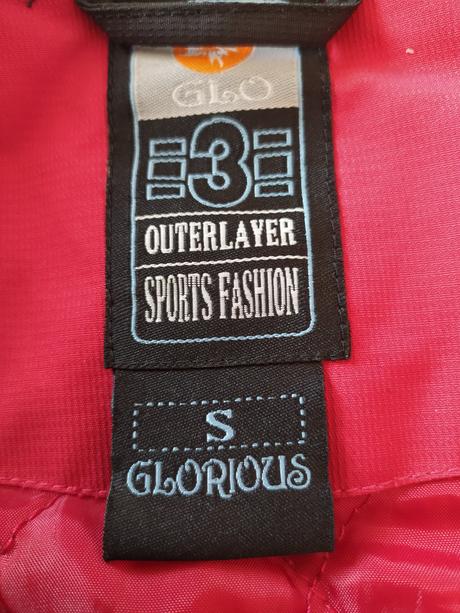 GLO
3
OUTERLAYER
SPORTS FASHION
S
GLORIOUS